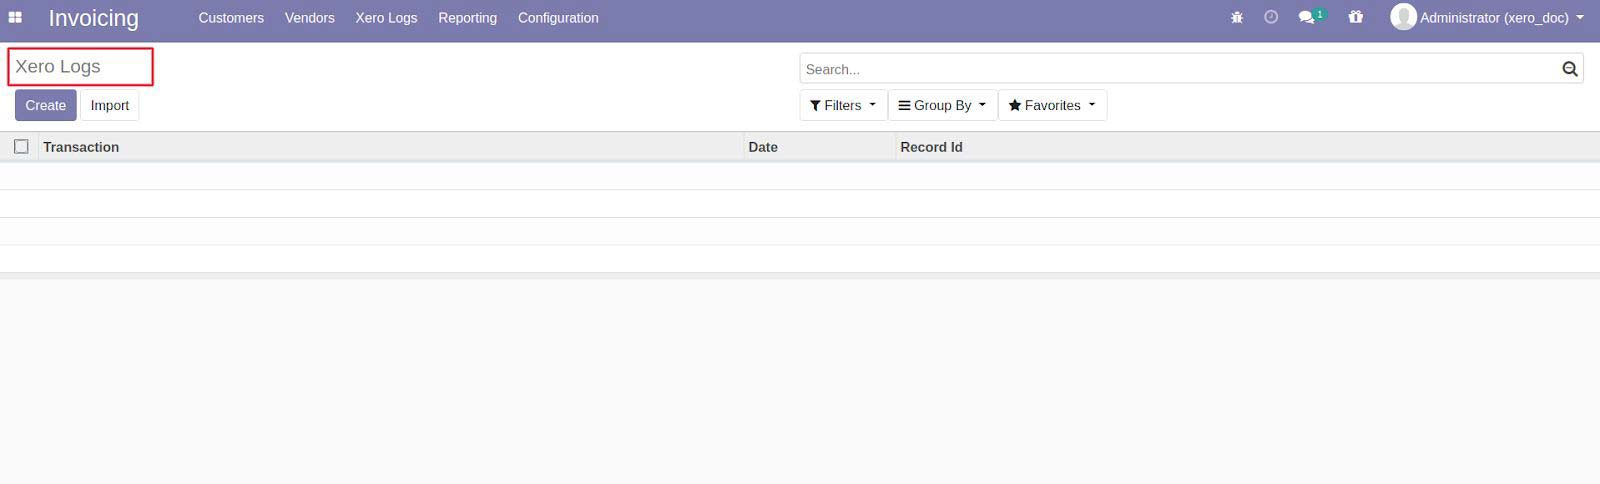 Invoicing Customers Vendors Xero Logs Reporting Configuration 1 Administrator (xero_doc)
Xero Logs
Search...
Create Import Filters Group By Favorites
Transaction Date Record Id